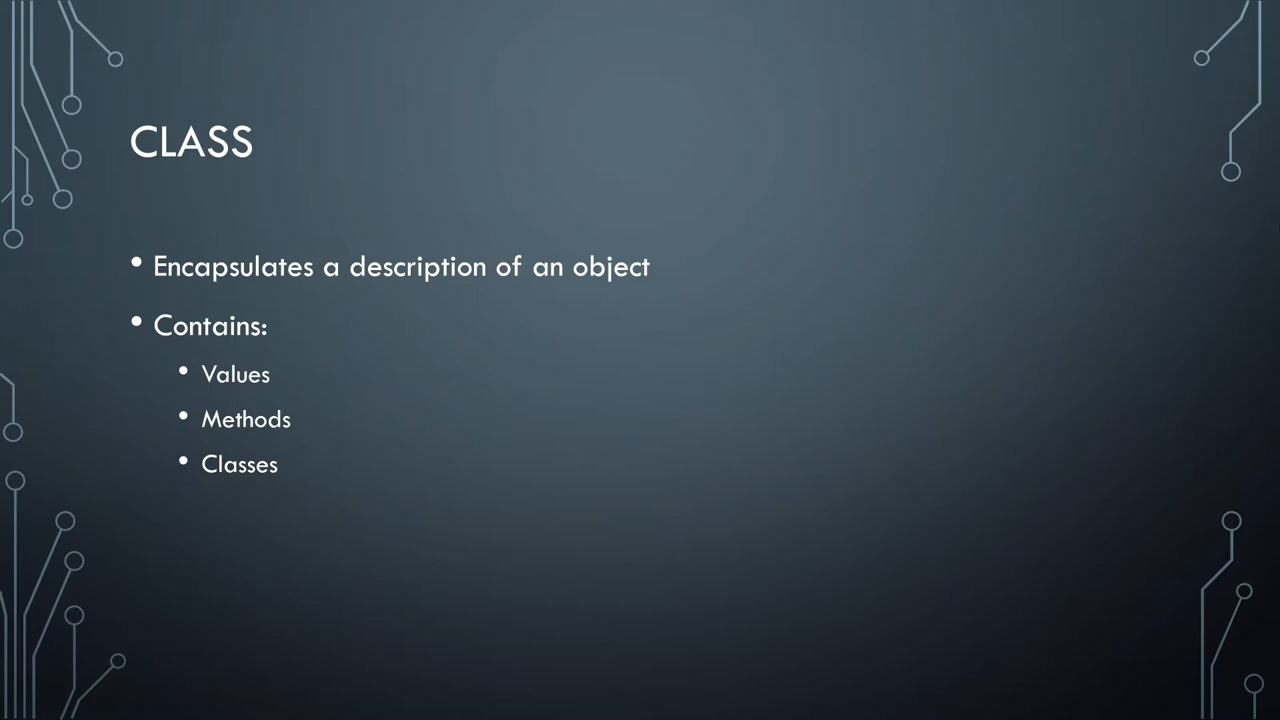 CLASS
• Encapsulates a description of an object
• Contains:
• Values
• Methods
• Classes